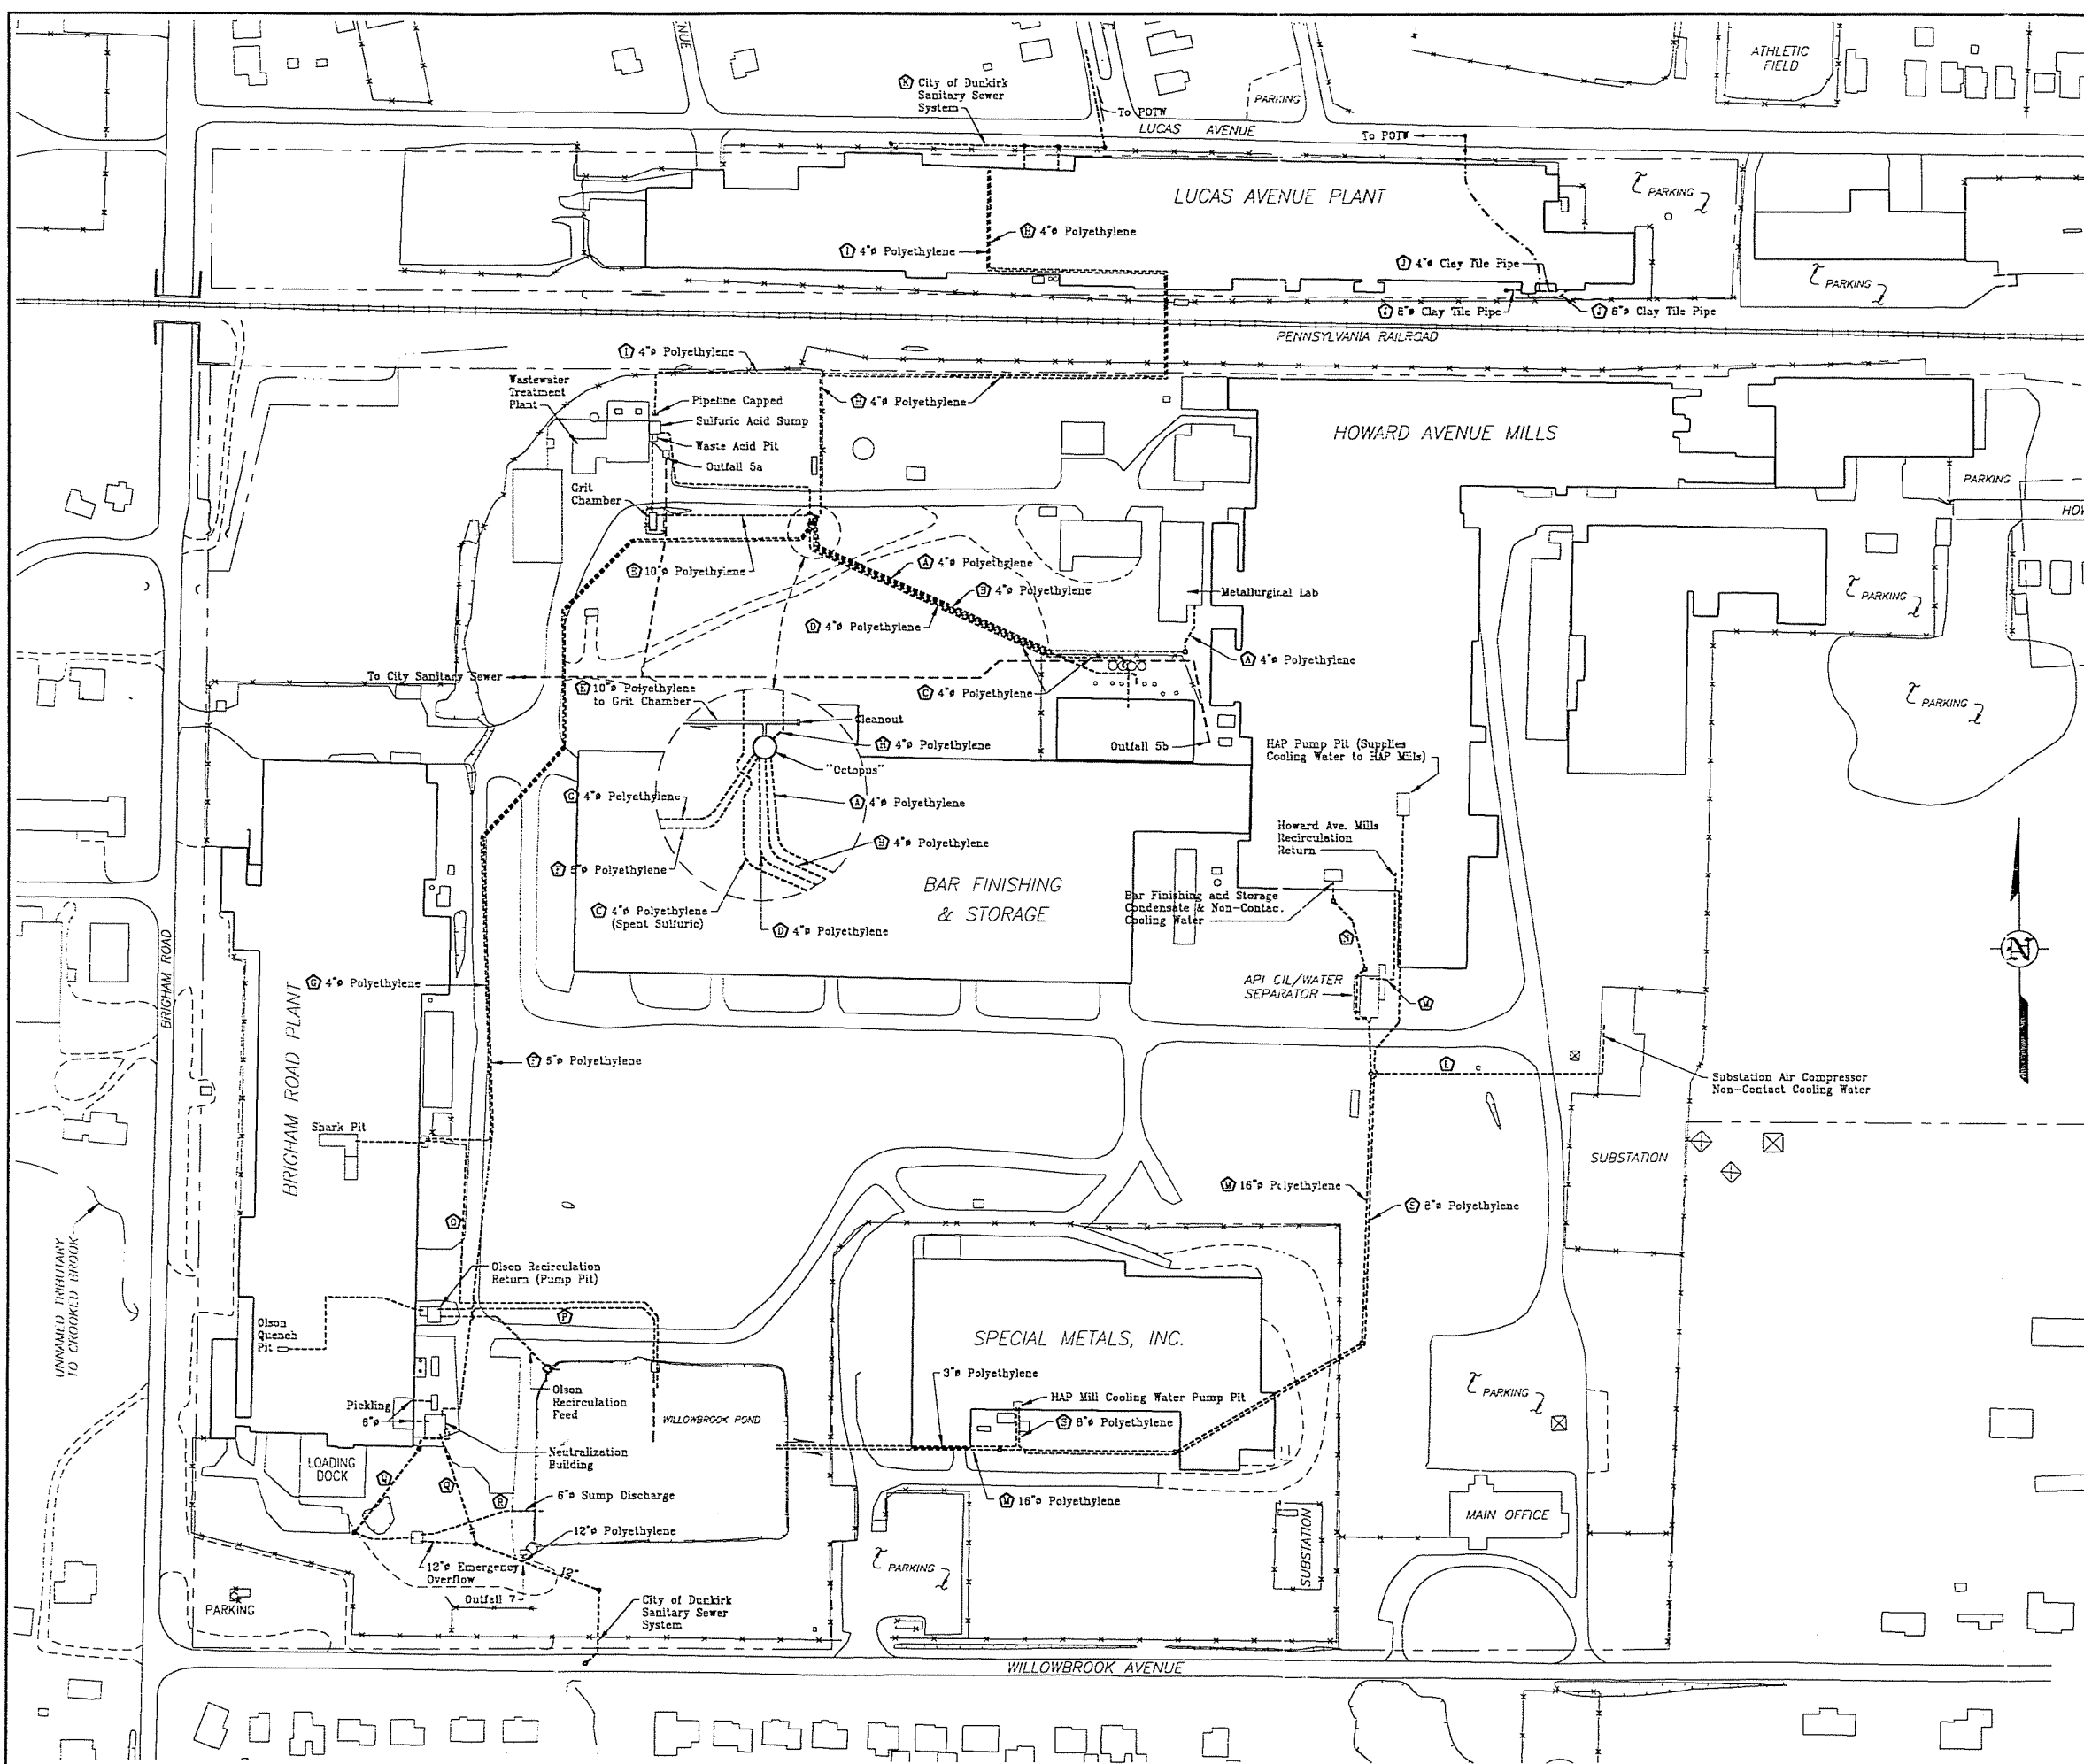 NUE
ATHLETIC
FIELD
K City of Dunkirk
Sanitary Sewer
System
To POTW
PARKING
LUCAS AVENUE
To POTW
LUCAS AVENUE PLANT
PARKING
H 4"ø Polyethylene
I 4"ø Polyethylene
J 4"ø Clay Tile Pipe
PARKING
8"ø Clay Tile Pipe
J 6"ø Clay Tile Pipe
PENNSYLVANIA RAILROAD
I 4"ø Polyethylene
Wastewater
Treatment
Plant
Pipeline Capped
H 4"ø Polyethylene
Sulfuric Acid Sump
Waste Acid Pit
Outfall 5a
HOWARD AVENUE MILLS
Grit
Chamber
PARKING
HOW
E 10"ø Polyethylene
A 4"ø Polyethylene
B 4"ø Polyethylene
D 4"ø Polyethylene
Metallurgical Lab
PARKING
A 4"ø Polyethylene
To City Sanitary Sewer
E 10"ø Polyethylene
to Grit Chamber
C 4"ø Polyethylene
PARKING
Cleanout
H 4"ø Polyethylene
Outfall 5b
"Octopus"
HAP Pump Pit (Supplies
Cooling Water to HAP Mills)
G 4"ø Polyethylene
A 4"ø Polyethylene
B 4"ø Polyethylene
Howard Ave. Mills
Recirculation
Return
F 5"ø Polyethylene
BAR FINISHING
& STORAGE
C 4"ø Polyethylene
(Spent Sulfuric)
D 4"ø Polyethylene
Bar Finishing and Storage
Condensate & Non-Contac.
Cooling Water
N
BRIGHAM ROAD
G 4"ø Polyethylene
BRIGHAM ROAD PLANT
API OIL/WATER
SEPARATOR
M
N
F 5"ø Polyethylene
L
Substation Air Compressor
Non-Contact Cooling Water
Shark Pit
SUBSTATION
M 16"ø Polyethylene
S 8"ø Polyethylene
O
UNNAMED TRIBUTARY
TO CROOKED BROOK
Olson Recirculation
Return (Pump Pit)
P
Olson
Quench
Pit
SPECIAL METALS, INC.
3"ø Polyethylene
Olson
Recirculation
Feed
HAP Mill Cooling Water Pump Pit
PARKING
Pickling
6"ø
WILLOWBROOK POND
S 8"ø Polyethylene
Neutralization
Building
LOADING
DOCK
Q
Q
R
6"ø Sump Discharge
M 16"ø Polyethylene
12"ø Polyethylene
MAIN OFFICE
SUBSTATION
12"ø Emergency
Overflow
12"
Outfall 7
PARKING
PARKING
City of Dunkirk
Sanitary Sewer
System
WILLOWBROOK AVENUE